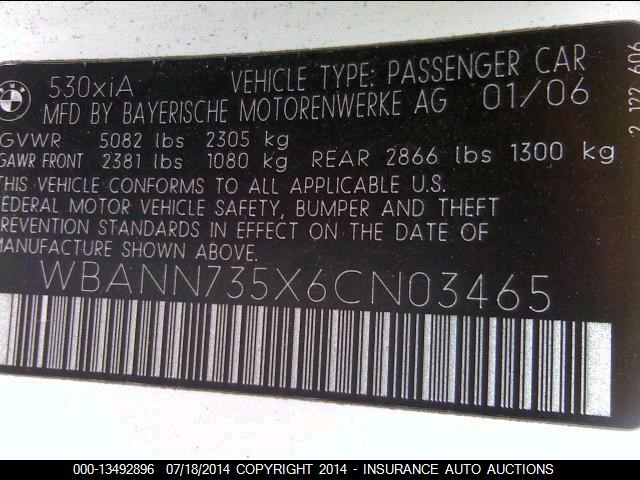 BMW
530xiA VEHICLE TYPE: PASSENGER CAR
MFD BY BAYERISCHE MOTORENWERKE AG 01/06
GVWR 5082 lbs 2305 kg
GAWR FRONT 2381 lbs 1080 kg REAR 2866 lbs 1300 kg
THIS VEHICLE CONFORMS TO ALL APPLICABLE U.S.
FEDERAL MOTOR VEHICLE SAFETY, BUMPER AND THEFT
PREVENTION STANDARDS IN EFFECT ON THE DATE OF
MANUFACTURE SHOWN ABOVE.
WBANN735X6CN03465
000-13492896 07/18/2014 COPYRIGHT 2014 - INSURANCE AUTO AUCTIONS